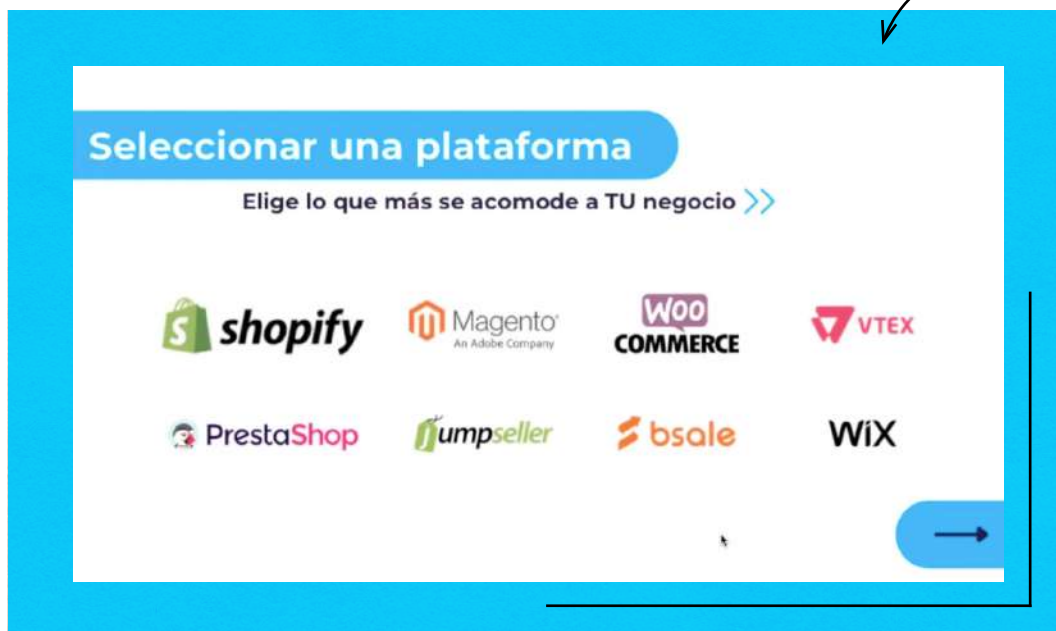 Seleccionar una plataforma
Elige lo que más se acomode a TU negocio
S shopify
Magento
An Adobe Company
WOO
COMMERCE
VTEX
PrestaShop
Jumpseller
bsale
WiX